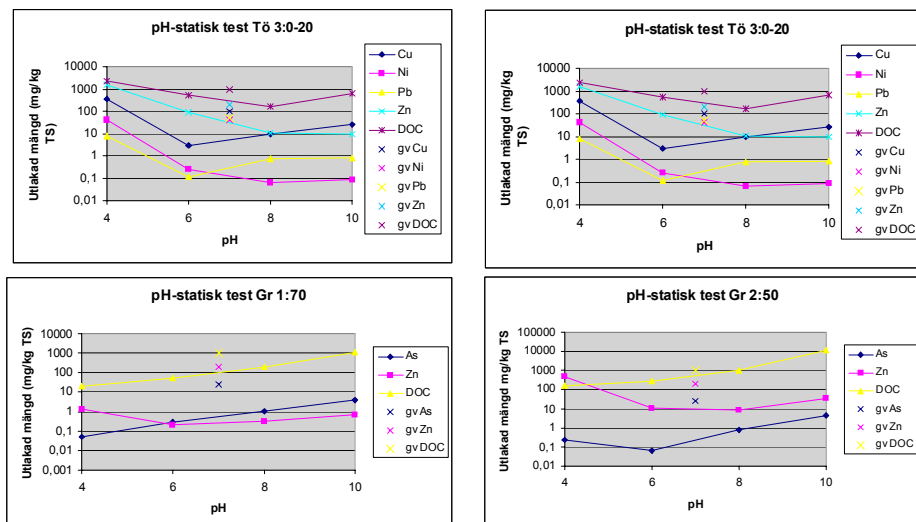 pH-statisk test Tö 3:0-20
Utlakad mängd (mg/kg
TS)
10000
1000
100
10
1
0,1
0,01
4
6
8
10
pH
Cu
Ni
Pb
Zn
DOC
gv Cu
gv Ni
gv Pb
gv Zn
gv DOC
pH-statisk test Tö 3:0-20
Utlakad mängd (mg/kg
TS)
10000
1000
100
10
1
0,1
0,01
4
6
8
10
pH
Cu
Ni
Pb
Zn
DOC
gv Cu
gv Ni
gv Pb
gv Zn
gv DOC
pH-statisk test Gr 1:70
Utlakad mängd (mg/kg TS)
10000
1000
100
10
1
0,1
0,01
0,001
4
6
8
10
pH
As
Zn
DOC
gv As
gv Zn
gv DOC
pH-statisk test Gr 2:50
Utlakad mängd mg/kg TS
100000
10000
1000
100
10
1
0,1
0,01
4
6
8
10
pH
As
Zn
DOC
gv As
gv Zn
gv DOC